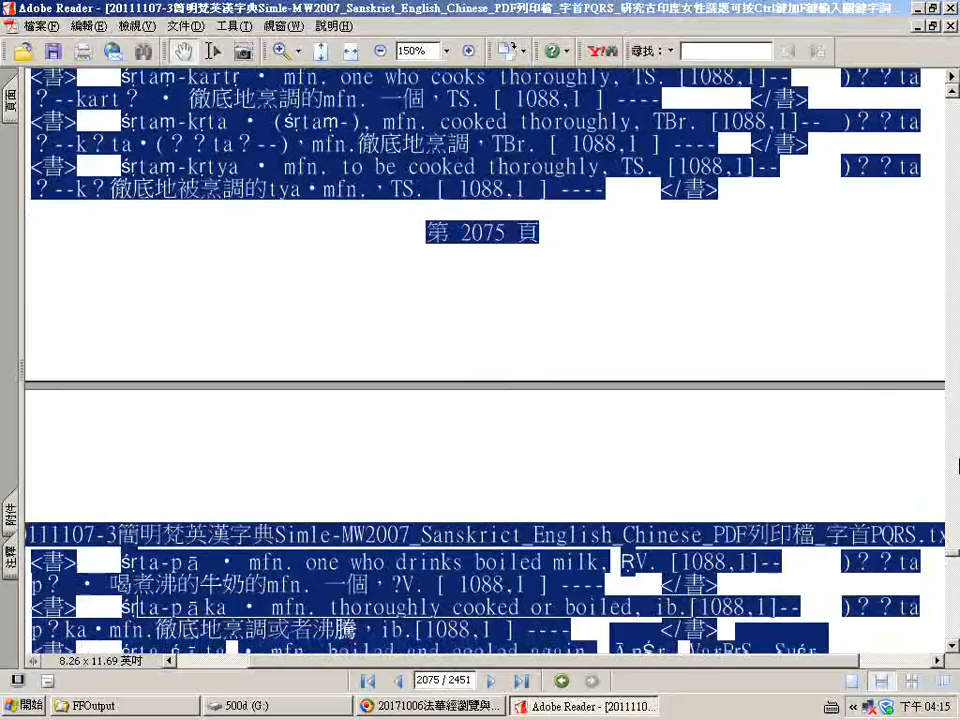 Adobe Reader - [20111107-3簡明梵英漢字典Simle-MW2007_Sanskrict_English_Chinese_PDF列印檔_字首PQRS_研究古印度女性議題可按Ctrl鍵加F鍵輸入關鍵字詞
檔案(F) 編輯(E) 檢視(V) 文件(D) 工具(T) 視窗(W) 說明(H)
150% 尋找:
頁面
<書> śṛtaṃ-kartṛ • mfn. one who cooks thoroughly, TS. [1088,1]-- )??ta
?--kart? • 徹底地烹調的mfn. 一個，TS. [ 1088,1 ] ---- </書>
<書> śṛtaṃ-kṛta • (śṛtaṃ-), mfn. cooked thoroughly, TBr. [1088,1]-- )??ta
?--k?ta•(??ta?--)，mfn.徹底地烹調，TBr. [ 1088,1 ] ---- </書>
<書> śṛtaṃ-kṛtya • mfn. to be cooked thoroughly, TS. [1088,1]-- )??ta
?--k?徹底地被烹調的tya•mfn.，TS. [ 1088,1 ] ---- </書>
第 2075 頁
附件
註釋
111107-3簡明梵英漢字典Simle-MW2007_Sanskrict_English_Chinese_PDF列印檔_字首PQRS.tx
<書> śṛta-pā • mfn. one who drinks boiled milk, ṚV. [1088,1]-- )??ta
p? • 喝煮沸的牛奶的mfn. 一個，?V. [ 1088,1 ] ---- </書>
<書> śṛta-pāka • mfn. thoroughly cooked or boiled, ib.[1088,1]-- )??ta
p?ka•mfn.徹底地烹調或者沸騰，ib.[1088,1 ] ---- </書>
8.26 x 11.69 英吋
2075 / 2451
開始 FFOutput 500d (G:) 20171006法華經瀏覽與... Adobe Reader - [2011110... 下午 04:15